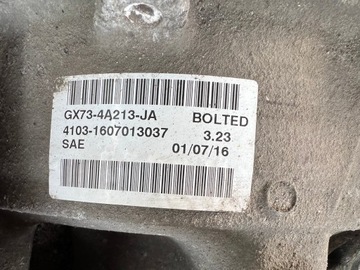 GX73-4A213-JA BOLTED
4103-1607013037 3.23
SAE 01/07/16